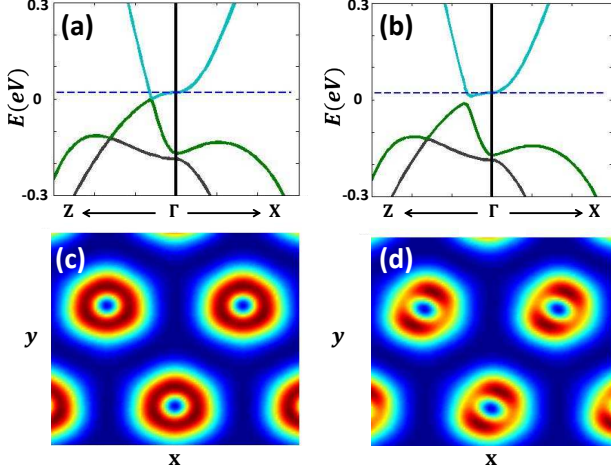 0.3 (a) 0.3 (b)
E(eV) E(eV)
0 0
-0.3 -0.3
Z ← Γ → X Z ← Γ → X
(c) (d)
y y
x x